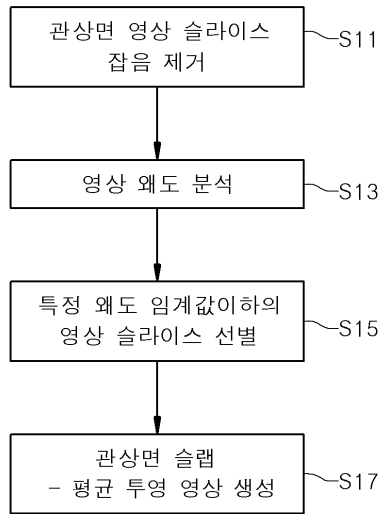 관상면 영상 슬라이스
잡음 제거
S11
영상 왜도 분석
S13
특정 왜도 임계값이하의
영상 슬라이스 선별
S15
관상면 슬랩
- 평균 투영 영상 생성
S17